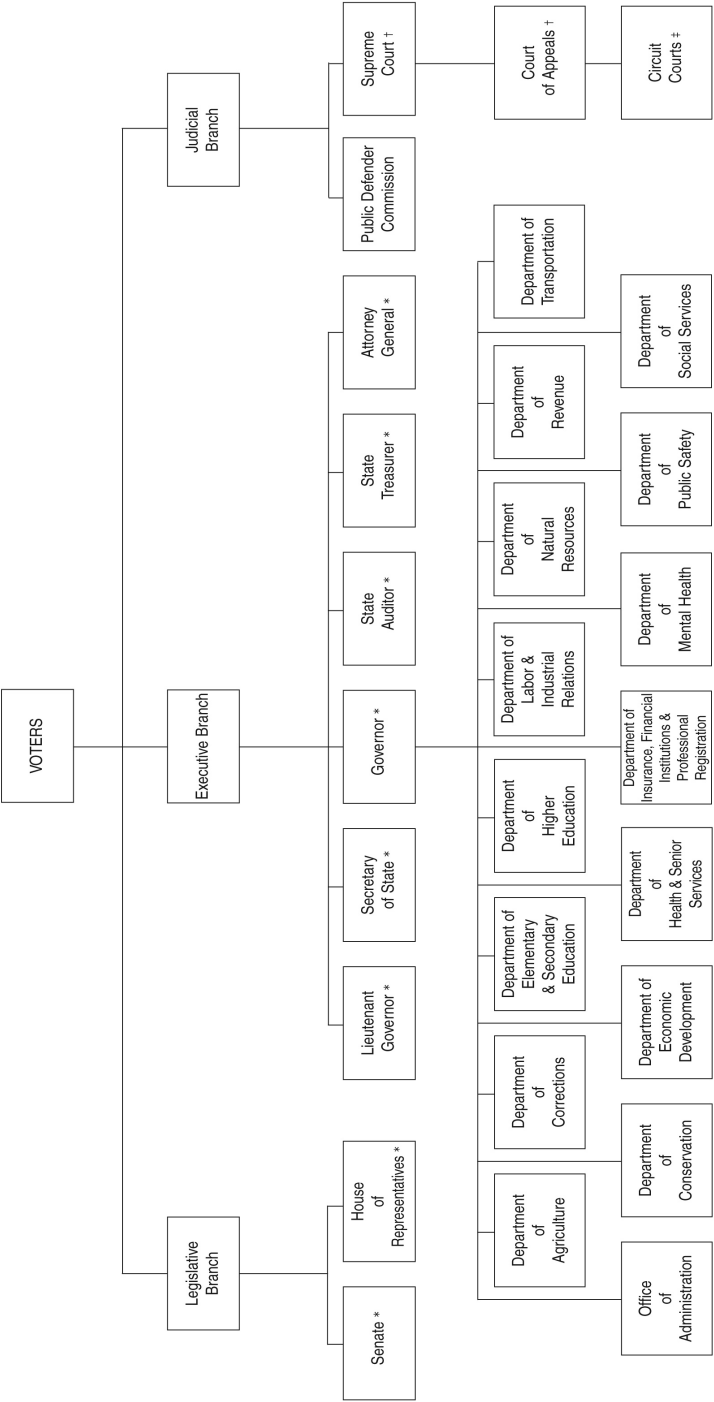 VOTERS
Legislative
Branch
Executive Branch
Judicial
Branch
Senate *
House
of
Representatives *
Lieutenant
Governor *
Secretary
of State *
Governor *
State
Auditor *
State
Treasurer *
Attorney
General *
Public Defender
Commission
Supreme
Court †
Department
of
Agriculture
Department
of
Corrections
Department of
Elementary
& Secondary
Education
Department
of
Higher
Education
Department of
Labor &
Industrial
Relations
Department
of
Natural
Resources
Department
of
Revenue
Department of
Transportation
Court
of Appeals †
Office
of
Administration
Department
of
Conservation
Department of
Economic
Development
Department
of
Health & Senior
Services
Department of
Insurance, Financial
Institutions &
Professional
Registration
Department
of
Mental Health
Department
of
Public Safety
Department
of
Social Services
Circuit
Courts ‡